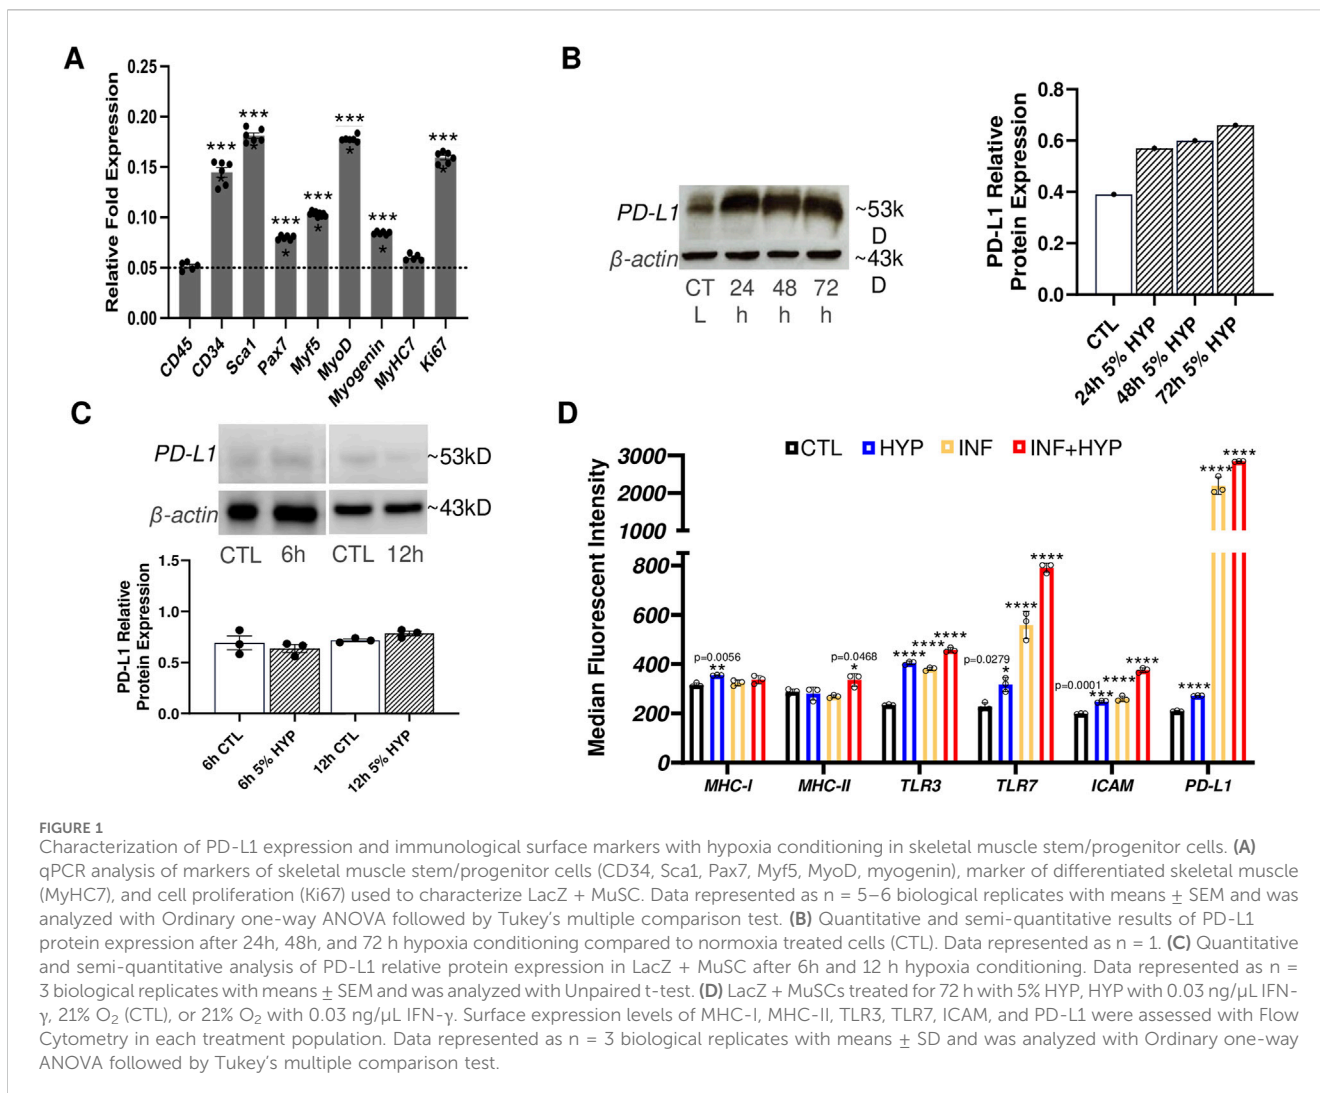 A
Relative Fold Expression
0.25
0.20
0.15
0.10
0.05
0.00
***
*
***
*
***
*
***
*
***
*
***
*
***
*
CD45
CD34
Sca1
Pax7
Myf5
MyoD
Myogenin
MyHC7
Ki67
B
PD-L1
~53k
D
β-actin
~43k
D
CT
L
24
h
48
h
72
h
PD-L1 Relative
Protein Expression
0.8
0.6
0.4
0.2
0.0
CTL
24h 5% HYP
48h 5% HYP
72h 5% HYP
C
PD-L1
~53kD
β-actin
~43kD
CTL
6h
CTL
12h
PD-L1 Relative
Protein Expression
1.5
1.0
0.5
0.0
6h CTL
6h 5% HYP
12h CTL
12h 5% HYP
D
CTL
HYP
INF
INF+HYP
Median Fluorescent Intensity
3000
2000
1000
800
600
400
200
0
p=0.0056
**
p=0.0468
*
****
****
****
p=0.0279
*
****
****
p=0.0001
***
****
****
****
****
****
MHC-I
MHC-II
TLR3
TLR7
ICAM
PD-L1
FIGURE 1
Characterization of PD-L1 expression and immunological surface markers with hypoxia conditioning in skeletal muscle stem/progenitor cells. (A)
qPCR analysis of markers of skeletal muscle stem/progenitor cells (CD34, Sca1, Pax7, Myf5, MyoD, myogenin), marker of differentiated skeletal muscle
(MyHC7), and cell proliferation (Ki67) used to characterize LacZ + MuSC. Data represented as n = 5–6 biological replicates with means ± SEM and was
analyzed with Ordinary one-way ANOVA followed by Tukey's multiple comparison test. (B) Quantitative and semi-quantitative results of PD-L1
protein expression after 24h, 48h, and 72 h hypoxia conditioning compared to normoxia treated cells (CTL). Data represented as n = 1. (C) Quantitative
and semi-quantitative analysis of PD-L1 relative protein expression in LacZ + MuSC after 6h and 12 h hypoxia conditioning. Data represented as n =
3 biological replicates with means ± SEM and was analyzed with Unpaired t-test. (D) LacZ + MuSCs treated for 72 h with 5% HYP, HYP with 0.03 ng/μL IFN-
γ, 21% O₂ (CTL), or 21% O₂ with 0.03 ng/μL IFN-γ. Surface expression levels of MHC-I, MHC-II, TLR3, TLR7, ICAM, and PD-L1 were assessed with Flow
Cytometry in each treatment population. Data represented as n = 3 biological replicates with means ± SD and was analyzed with Ordinary one-way
ANOVA followed by Tukey's multiple comparison test.